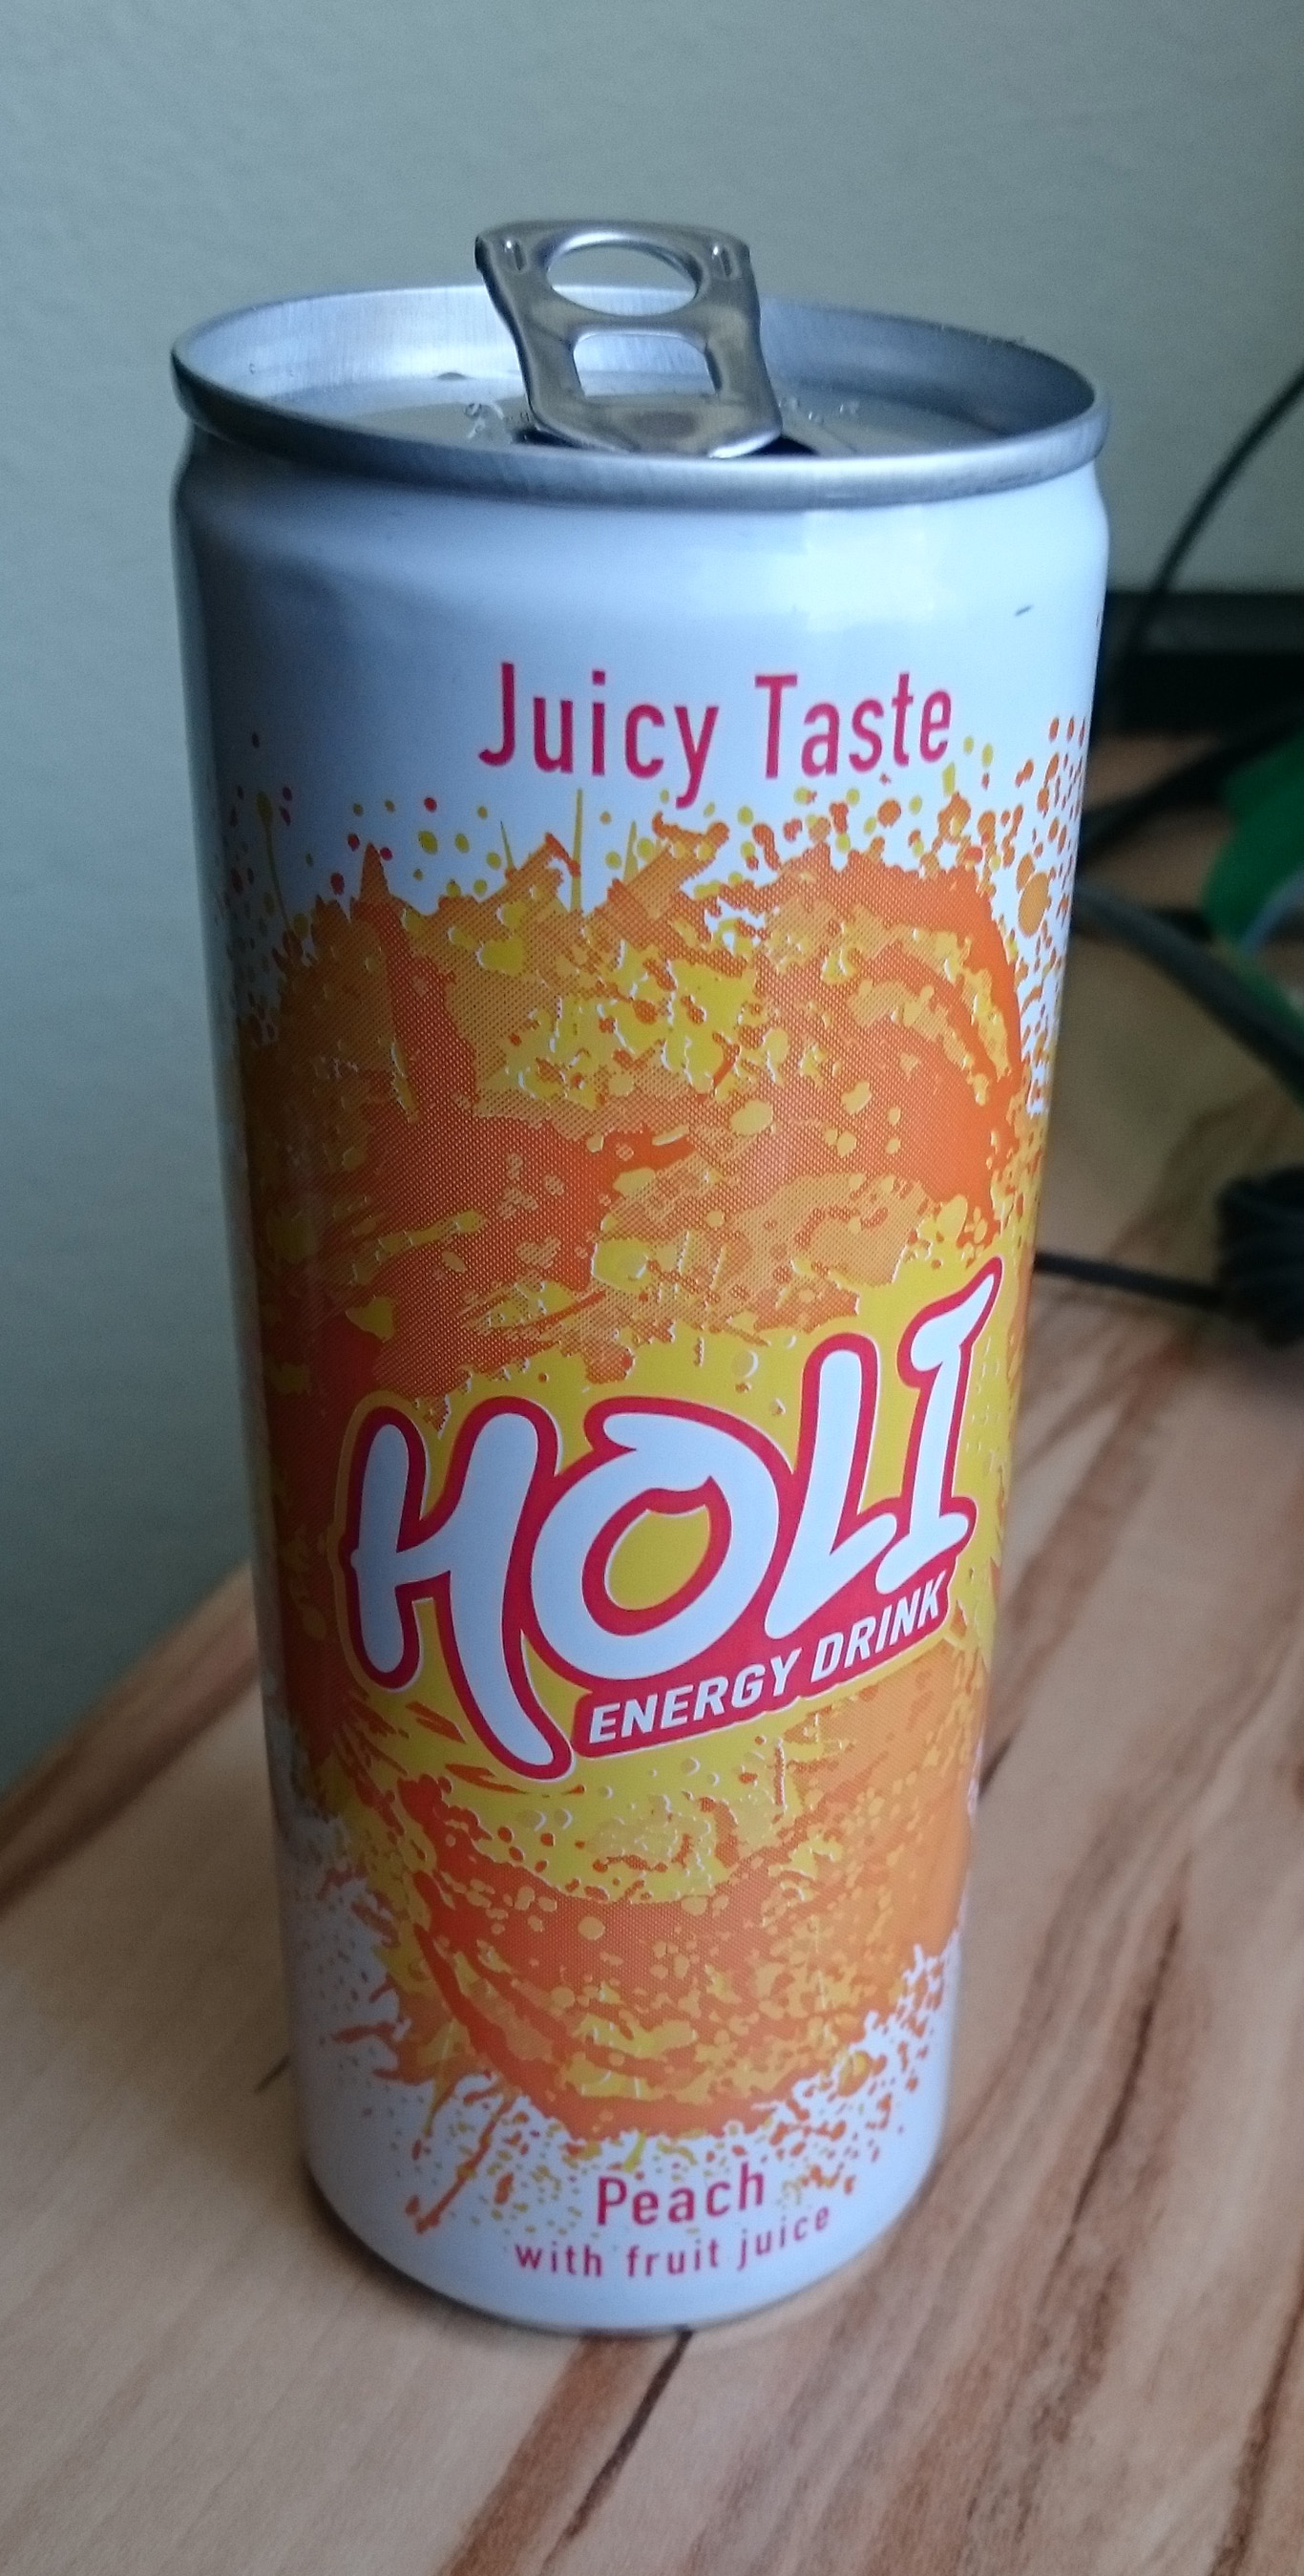 Juicy Taste
HOLI
ENERGY DRINK
Peach
with fruit juice